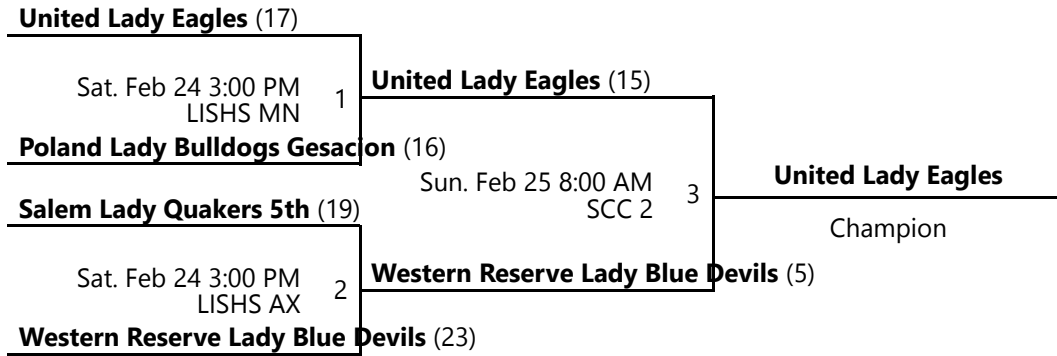 United Lady Eagles (17)
Sat. Feb 24 3:00 PM
LISHS MN
1
Poland Lady Bulldogs Gesacion (16)
Salem Lady Quakers 5th (19)
Sat. Feb 24 3:00 PM
LISHS AX
2
Western Reserve Lady Blue Devils (23)
United Lady Eagles (15)
Sun. Feb 25 8:00 AM
SCC 2
3
Western Reserve Lady Blue Devils (5)
United Lady Eagles
Champion